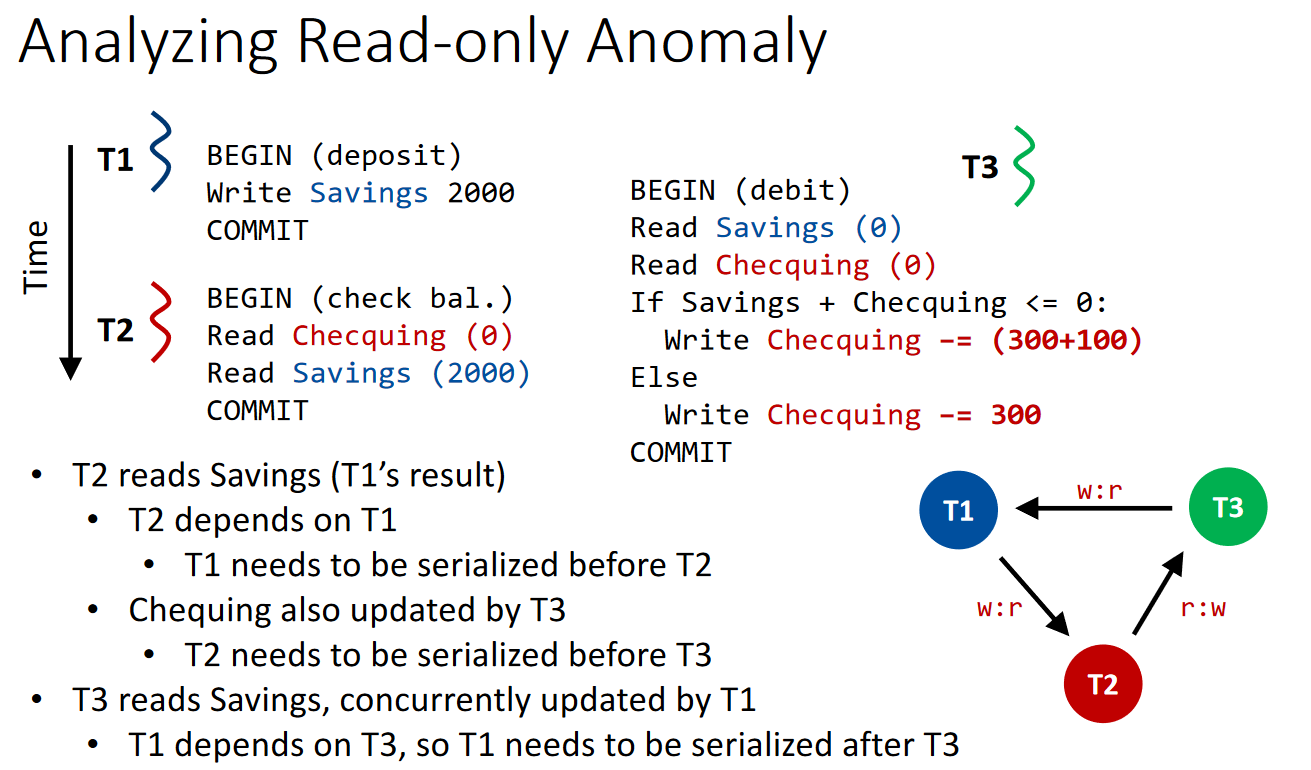 Analyzing Read-only Anomaly
Time
T1
BEGIN (deposit)
Write Savings 2000
COMMIT
T2
BEGIN (check bal.)
Read Checquing (0)
Read Savings (2000)
COMMIT
T3
BEGIN (debit)
Read Savings (0)
Read Checquing (0)
If Savings + Checquing <= 0:
Write Checquing −= (300+100)
Else
Write Checquing −= 300
COMMIT
• T2 reads Savings (T1’s result)
• T2 depends on T1
• T1 needs to be serialized before T2
• Chequing also updated by T3
• T2 needs to be serialized before T3
• T3 reads Savings, concurrently updated by T1
• T1 depends on T3, so T1 needs to be serialized after T3
T1
w:r
T3
w:r
r:w
T2